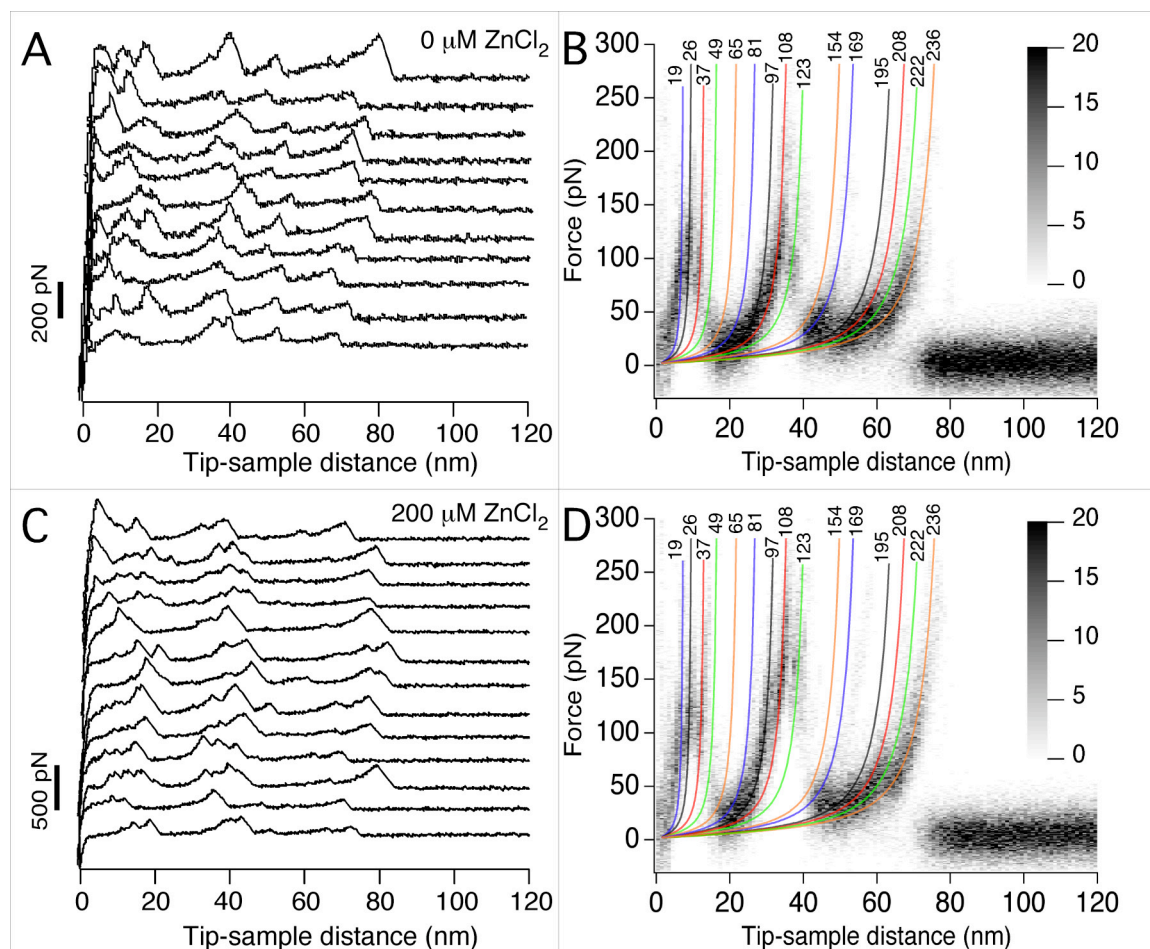 A
0 μM ZnCl2
200 pN
0 20 40 60 80 100 120
Tip-sample distance (nm)
B
Force (pN)
300
250
200
150
100
50
0
19 26 37 49 65 81 97 108 123 154 169 195 208 222 236
20
15
10
5
0
0 20 40 60 80 100 120
Tip-sample distance (nm)
C
200 μM ZnCl2
500 pN
0 20 40 60 80 100 120
Tip-sample distance (nm)
D
Force (pN)
300
250
200
150
100
50
0
19 26 37 49 65 81 97 108 123 154 169 195 208 222 236
20
15
10
5
0
0 20 40 60 80 100 120
Tip-sample distance (nm)